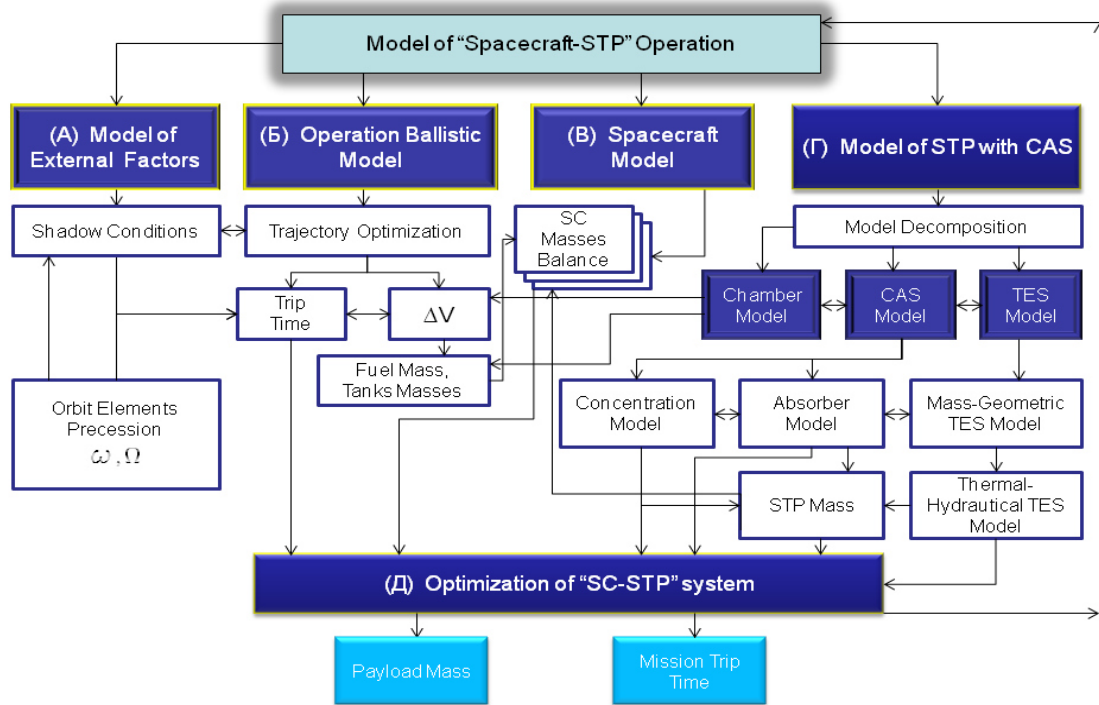 Model of “Spacecraft-STP” Operation
(А) Model of
External Factors
(Б) Operation Ballistic
Model
(В) Spacecraft
Model
(Г) Model of STP with CAS
Shadow Conditions
Trajectory Optimization
SC
Masses
Balance
Model Decomposition
Trip
Time
ΔV
Chamber
Model
CAS
Model
TES
Model
Fuel Mass,
Tanks Masses
Orbit Elements
Precession
ω , Ω
Concentration
Model
Absorber
Model
Mass-Geometric
TES Model
STP Mass
Thermal-
Hydrautical TES
Model
(Д) Optimization of “SC-STP” system
Payload Mass
Mission Trip
Time